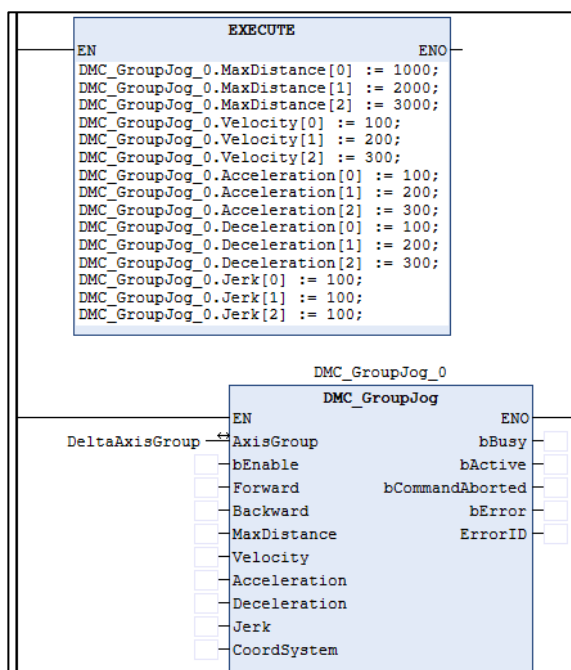 EXECUTE
EN ENO
DMC_GroupJog_0.MaxDistance[0] := 1000;
DMC_GroupJog_0.MaxDistance[1] := 2000;
DMC_GroupJog_0.MaxDistance[2] := 3000;
DMC_GroupJog_0.Velocity[0] := 100;
DMC_GroupJog_0.Velocity[1] := 200;
DMC_GroupJog_0.Velocity[2] := 300;
DMC_GroupJog_0.Acceleration[0] := 100;
DMC_GroupJog_0.Acceleration[1] := 200;
DMC_GroupJog_0.Acceleration[2] := 300;
DMC_GroupJog_0.Deceleration[0] := 100;
DMC_GroupJog_0.Deceleration[1] := 200;
DMC_GroupJog_0.Deceleration[2] := 300;
DMC_GroupJog_0.Jerk[0] := 100;
DMC_GroupJog_0.Jerk[1] := 100;
DMC_GroupJog_0.Jerk[2] := 100;
DMC_GroupJog_0
DMC_GroupJog
EN ENO
DeltaAxisGroup AxisGroup bBusy
bEnable bActive
Forward bCommandAborted
Backward bError
MaxDistance ErrorID
Velocity
Acceleration
Deceleration
Jerk
CoordSystem